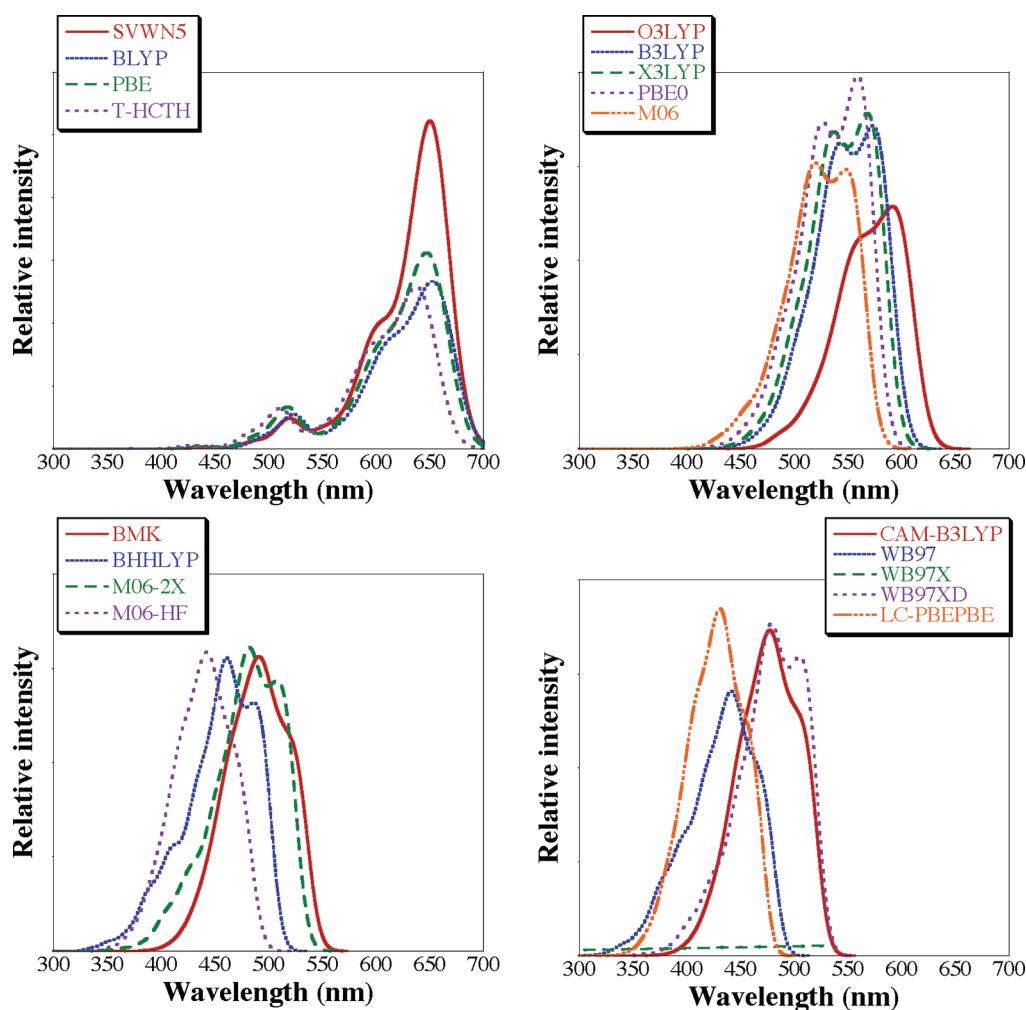 SVWN5
BLYP
PBE
T-HCTH
Relative intensity
300 350 400 450 500 550 600 650 700
Wavelength (nm)
O3LYP
B3LYP
X3LYP
PBE0
M06
Relative intensity
300 350 400 450 500 550 600 650 700
Wavelength (nm)
BMK
BHHLYP
M06-2X
M06-HF
Relative intensity
300 350 400 450 500 550 600 650 700
Wavelength (nm)
CAM-B3LYP
WB97
WB97X
WB97XD
LC-PBEPBE
Relative intensity
300 350 400 450 500 550 600 650 700
Wavelength (nm)